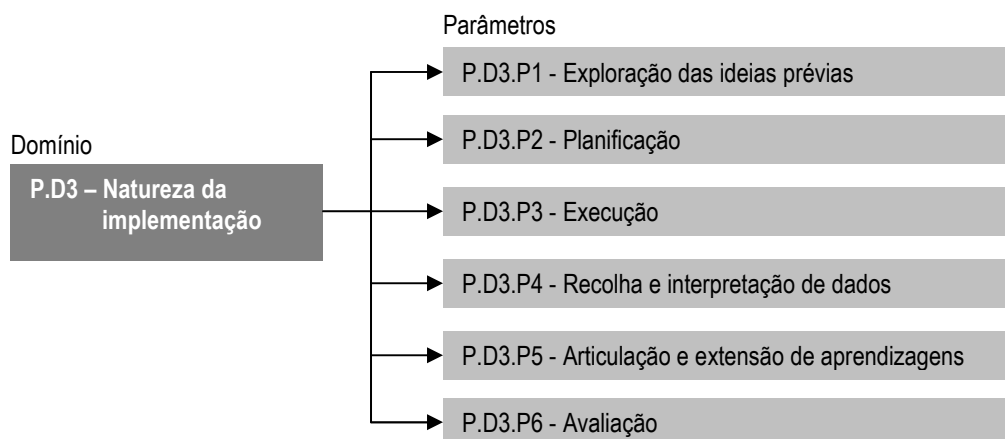 Parâmetros
P.D3.P1 - Exploração das ideias prévias
P.D3.P2 - Planificação
Domínio
P.D3 – Natureza da
implementação
P.D3.P3 - Execução
P.D3.P4 - Recolha e interpretação de dados
P.D3.P5 - Articulação e extensão de aprendizagens
P.D3.P6 - Avaliação